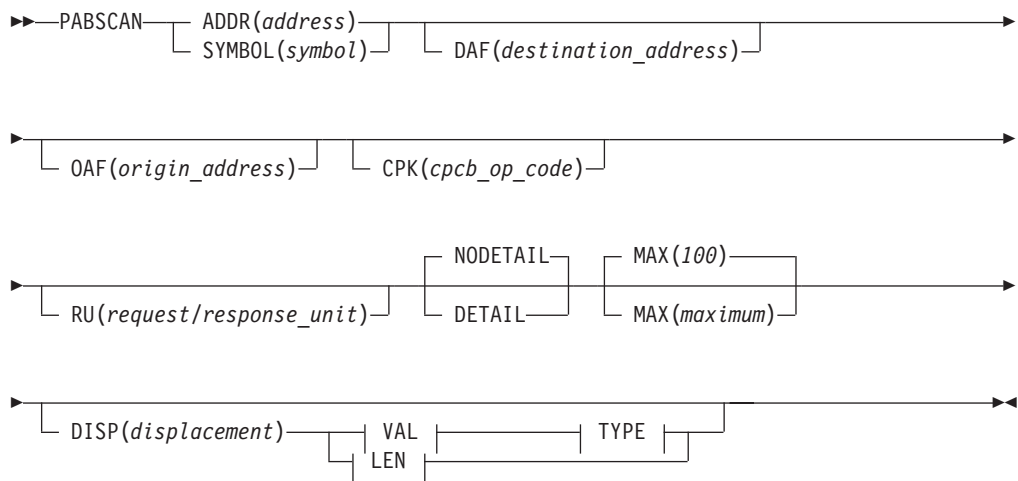 PABSCAN ADDR(address)
SYMBOL(symbol) DAF(destination_address)
OAF(origin_address) CPK(cpcb_op_code)
NODETAIL MAX(100)
RU(request/response_unit) DETAIL MAX(maximum)
DISP(displacement) VAL TYPE
LEN